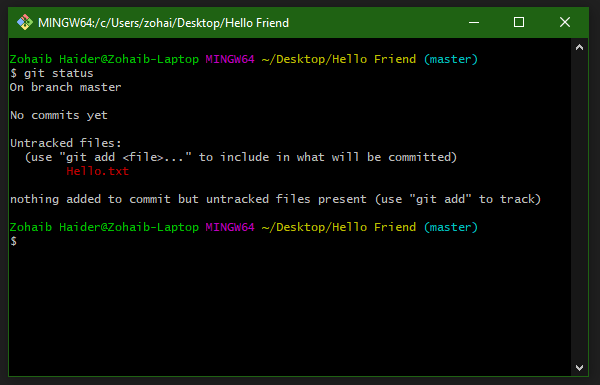 MINGW64:/c/Users/zohai/Desktop/Hello Friend
Zohaib Haider@Zohaib-Laptop MINGW64 ~/Desktop/Hello Friend (master)
$ git status
On branch master
No commits yet
Untracked files:
(use "git add <file>..." to include in what will be committed)
Hello.txt
nothing added to commit but untracked files present (use "git add" to track)
Zohaib Haider@Zohaib-Laptop MINGW64 ~/Desktop/Hello Friend (master)
$